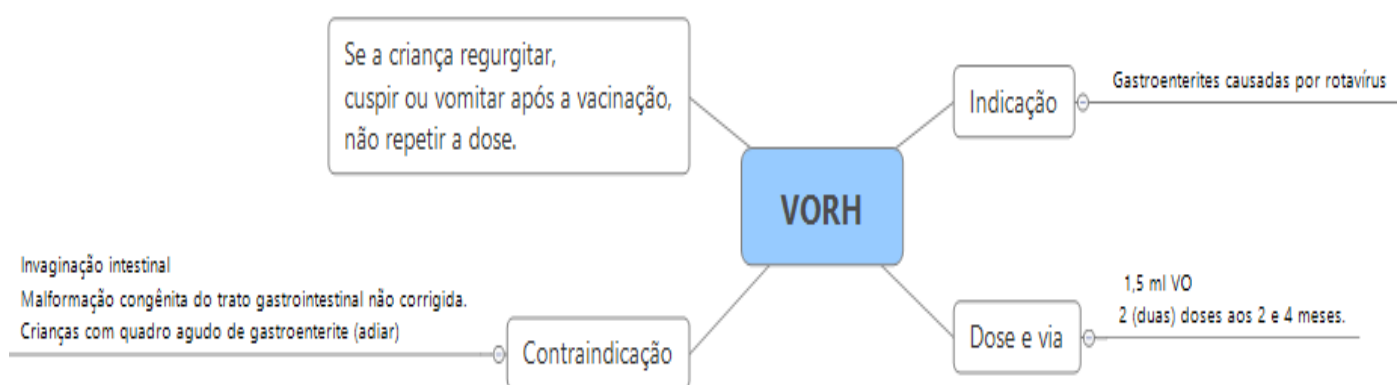 Se a criança regurgitar,
cuspir ou vomitar após a vacinação,
não repetir a dose.
Indicação
Gastroenterites causadas por rotavírus
VORH
Invaginação intestinal
Malformação congênita do trato gastrointestinal não corrigida.
Crianças com quadro agudo de gastroenterite (adiar)
Contraindicação
Dose e via
1,5 ml VO
2 (duas) doses aos 2 e 4 meses.